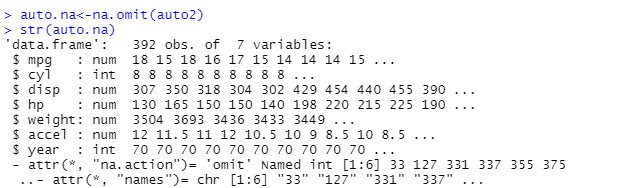 > auto.na<-na.omit(auto2)
> str(auto.na)
'data.frame':   392 obs. of  7 variables:
 $ mpg   : num  18 15 18 16 17 15 14 14 14 15 ...
 $ cyl   : int  8 8 8 8 8 8 8 8 8 8 ...
 $ disp  : num  307 350 318 304 302 429 454 440 455 390 ...
 $ hp    : num  130 165 150 150 140 198 220 215 225 190 ...
 $ weight: num  3504 3693 3436 3433 3449 ...
 $ accel : num  12 11.5 11 12 10.5 10 9 8.5 10 8.5 ...
 $ year  : int  70 70 70 70 70 70 70 70 70 70 ...
 - attr(*, "na.action")= 'omit' Named int [1:6] 33 127 331 337 355 375
  ..- attr(*, "names")= chr [1:6] "33" "127" "331" "337" ...